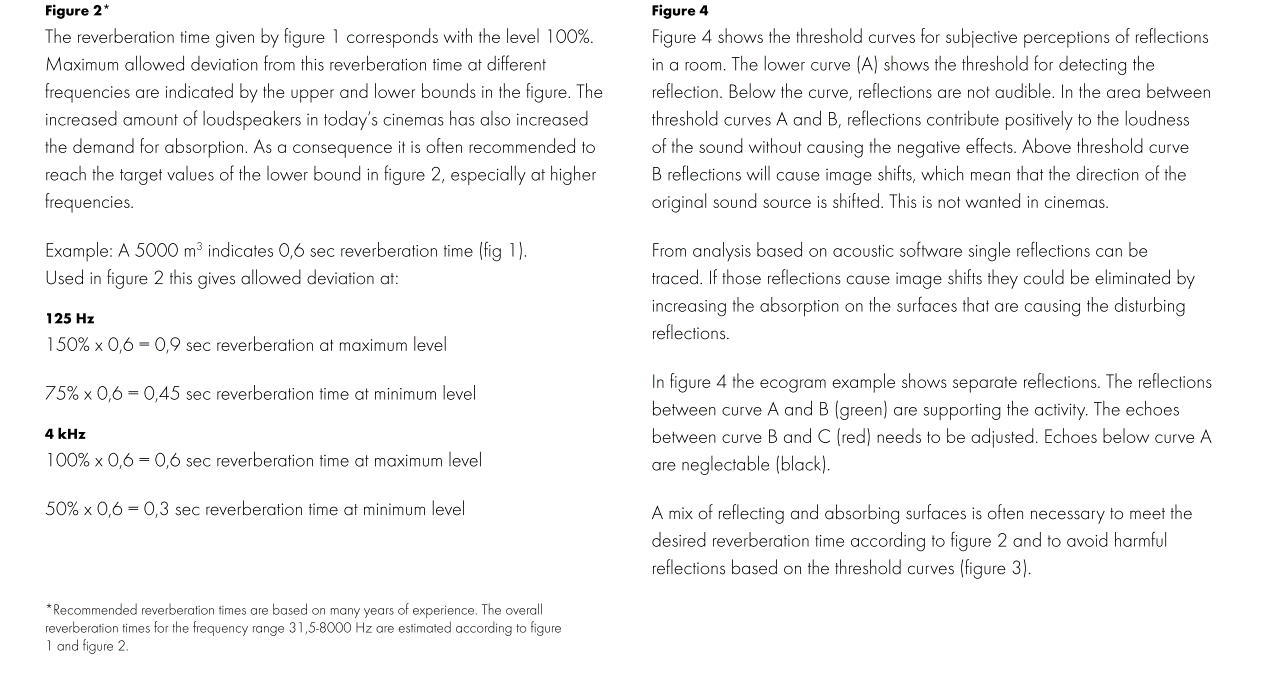 Figure 2*
The reverberation time given by figure 1 corresponds with the level 100%.
Maximum allowed deviation from this reverberation time at different
frequencies are indicated by the upper and lower bounds in the figure. The
increased amount of loudspeakers in today's cinemas has also increased
the demand for absorption. As a consequence it is often recommended to
reach the target values of the lower bound in figure 2, especially at higher
frequencies.
Example: A 5000 m³ indicates 0,6 sec reverberation time (fig 1).
Used in figure 2 this gives allowed deviation at:
125 Hz
150% x 0,6 = 0,9 sec reverberation at maximum level
75% x 0,6 = 0,45 sec reverberation time at minimum level
4 kHz
100% x 0,6 = 0,6 sec reverberation time at maximum level
50% x 0,6 = 0,3 sec reverberation time at minimum level
*Recommended reverberation times are based on many years of experience. The overall
reverberation times for the frequency range 31,5-8000 Hz are estimated according to figure
1 and figure 2.
Figure 4
Figure 4 shows the threshold curves for subjective perceptions of reflections
in a room. The lower curve (A) shows the threshold for detecting the
reflection. Below the curve, reflections are not audible. In the area between
threshold curves A and B, reflections contribute positively to the loudness
of the sound without causing the negative effects. Above threshold curve
B reflections will cause image shifts, which mean that the direction of the
original sound source is shifted. This is not wanted in cinemas.
From analysis based on acoustic software single reflections can be
traced. If those reflections cause image shifts they could be eliminated by
increasing the absorption on the surfaces that are causing the disturbing
reflections.
In figure 4 the ecogram example shows separate reflections. The reflections
between curve A and B (green) are supporting the activity. The echoes
between curve B and C (red) needs to be adjusted. Echoes below curve A
are neglectable (black).
A mix of reflecting and absorbing surfaces is often necessary to meet the
desired reverberation time according to figure 2 and to avoid harmful
reflections based on the threshold curves (figure 3).